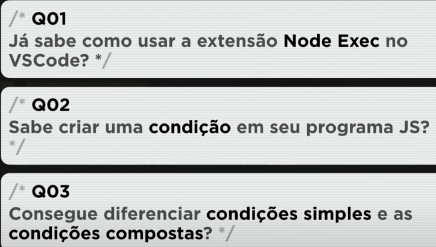 /* Q01
Já sabe como usar a extensão Node Exec no
VSCode? */
/* Q02
Sabe criar uma condição em seu programa JS?
*/
/* Q03
Consegue diferenciar condições simples e as
condições compostas? */